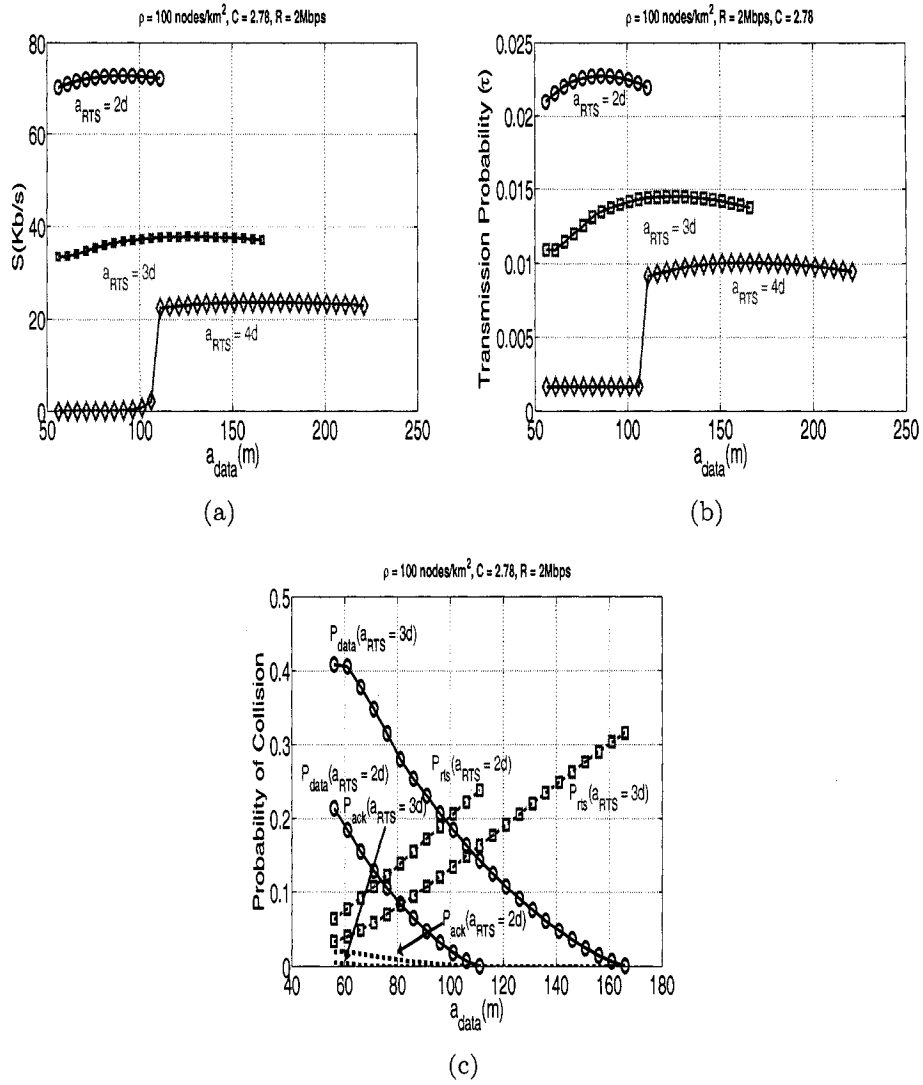 ρ = 100 nodes/km², C = 2.78, R = 2Mbps
S(Kb/s)
80
60
40
20
0
a_RTS = 2d
a_RTS = 3d
a_RTS = 4d
50 100 150 200 250
a_data(m)
(a)
ρ = 100 nodes/km², R = 2Mbps, C = 2.78
Transmission Probability (τ)
0.025
0.02
0.015
0.01
0.005
0
a_RTS = 2d
a_RTS = 3d
a_RTS = 4d
50 100 150 200 250
a_data(m)
(b)
ρ = 100 nodes/km², C = 2.78, R = 2Mbps
Probability of Collision
0.5
0.4
0.3
0.2
0.1
0
P_data(a_RTS = 3d)
P_data(a_RTS = 2d)
P_rts(a_RTS = 2d)
P_ack(a_RTS = 3d)
P_rts(a_RTS = 3d)
P_ack(a_RTS = 2d)
40 60 80 100 120 140 160 180
a_data(m)
(c)